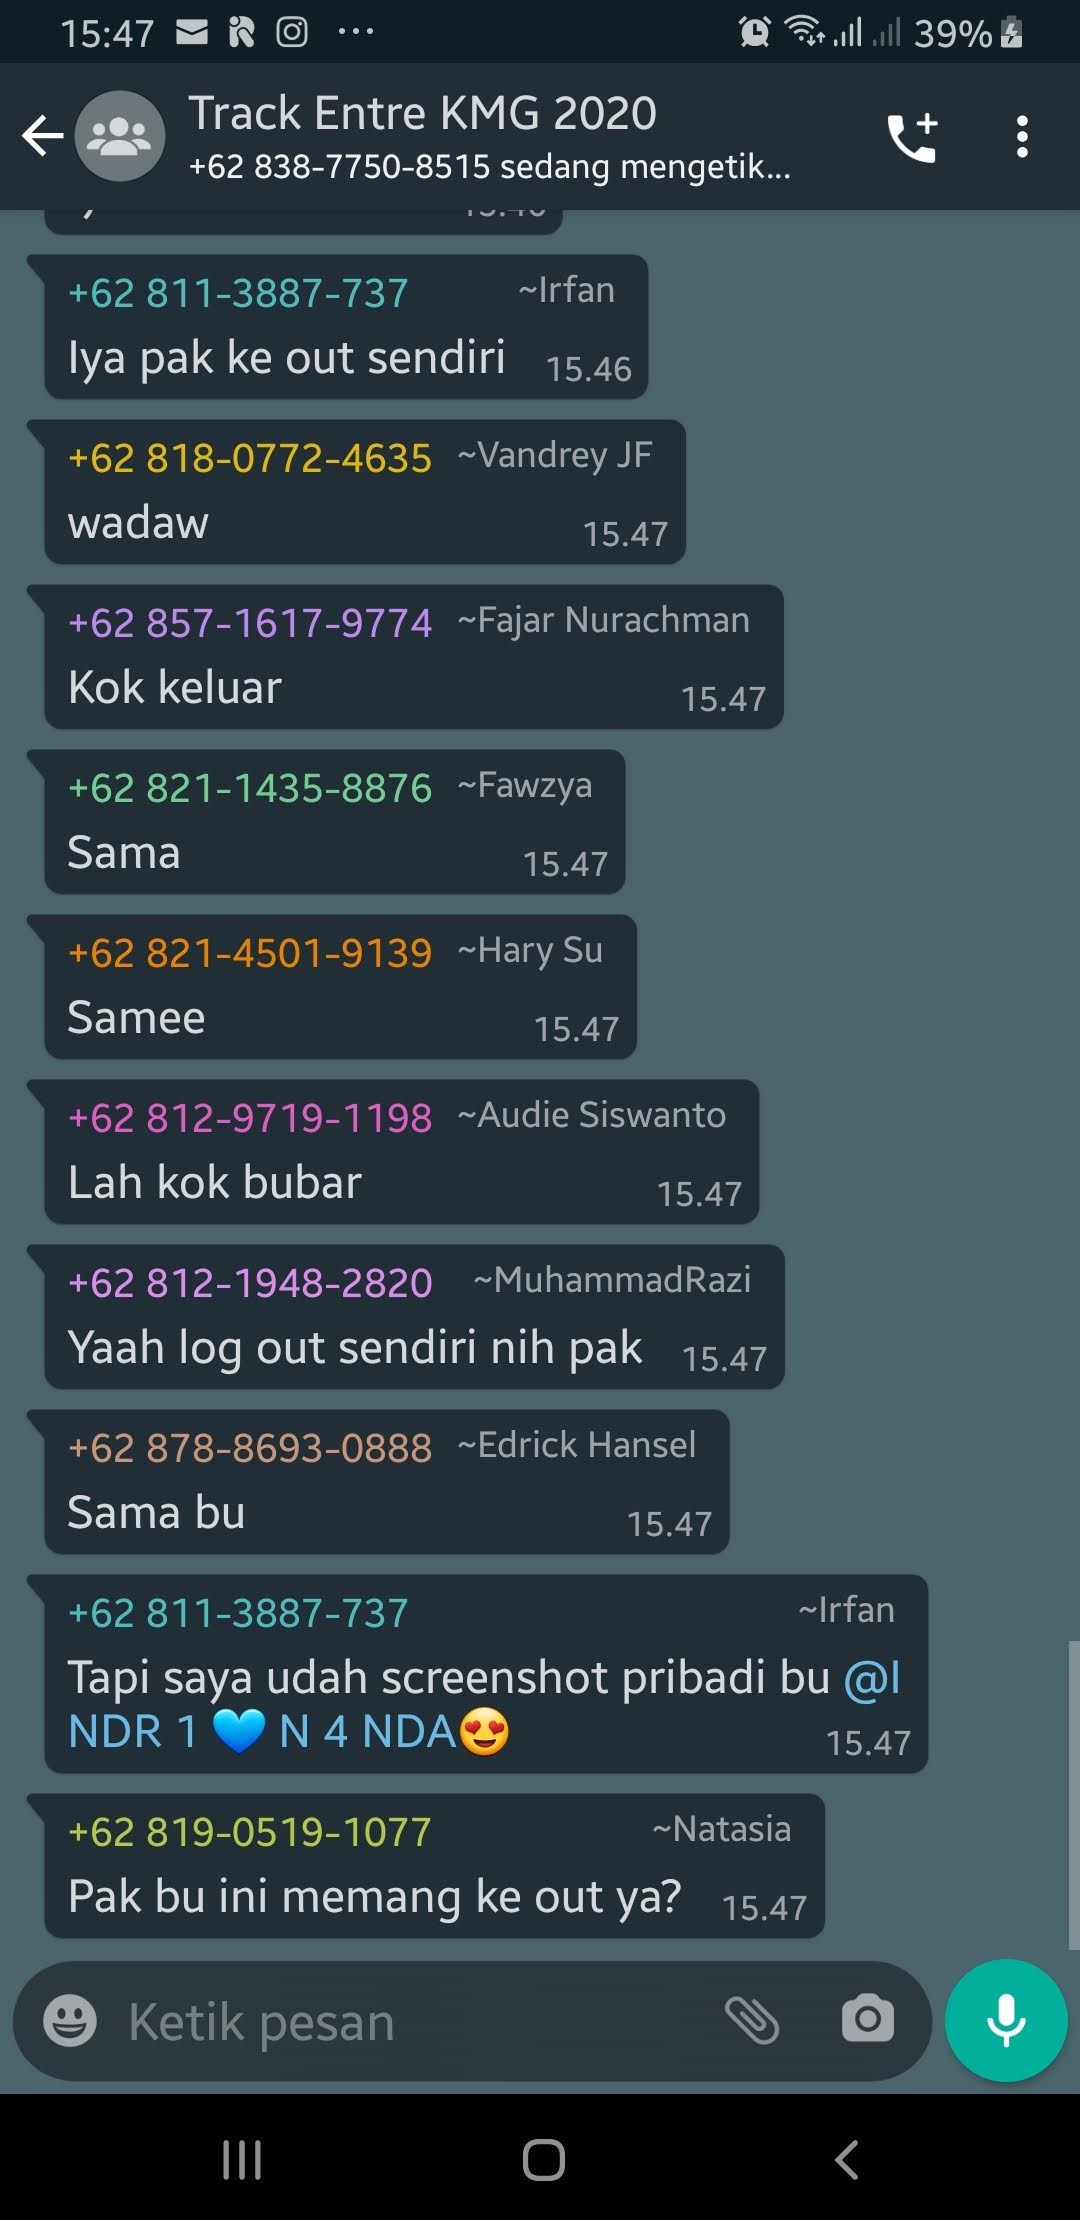 15:47
39%
Track Entre KMG 2020
+62 838-7750-8515 sedang mengetik...
+62 811-3887-737 ~Irfan
Iya pak ke out sendiri 15.46
+62 818-0772-4635 ~Vandrey JF
wadaw 15.47
+62 857-1617-9774 ~Fajar Nurachman
Kok keluar 15.47
+62 821-1435-8876 ~Fawzya
Sama 15.47
+62 821-4501-9139 ~Hary Su
Samee 15.47
+62 812-9719-1198 ~Audie Siswanto
Lah kok bubar 15.47
+62 812-1948-2820 ~MuhammadRazi
Yaah log out sendiri nih pak 15.47
+62 878-8693-0888 ~Edrick Hansel
Sama bu 15.47
+62 811-3887-737 ~Irfan
Tapi saya udah screenshot pribadi bu @I
NDR 1 💙 N 4 NDA😍 15.47
+62 819-0519-1077 ~Natasia
Pak bu ini memang ke out ya? 15.47
Ketik pesan